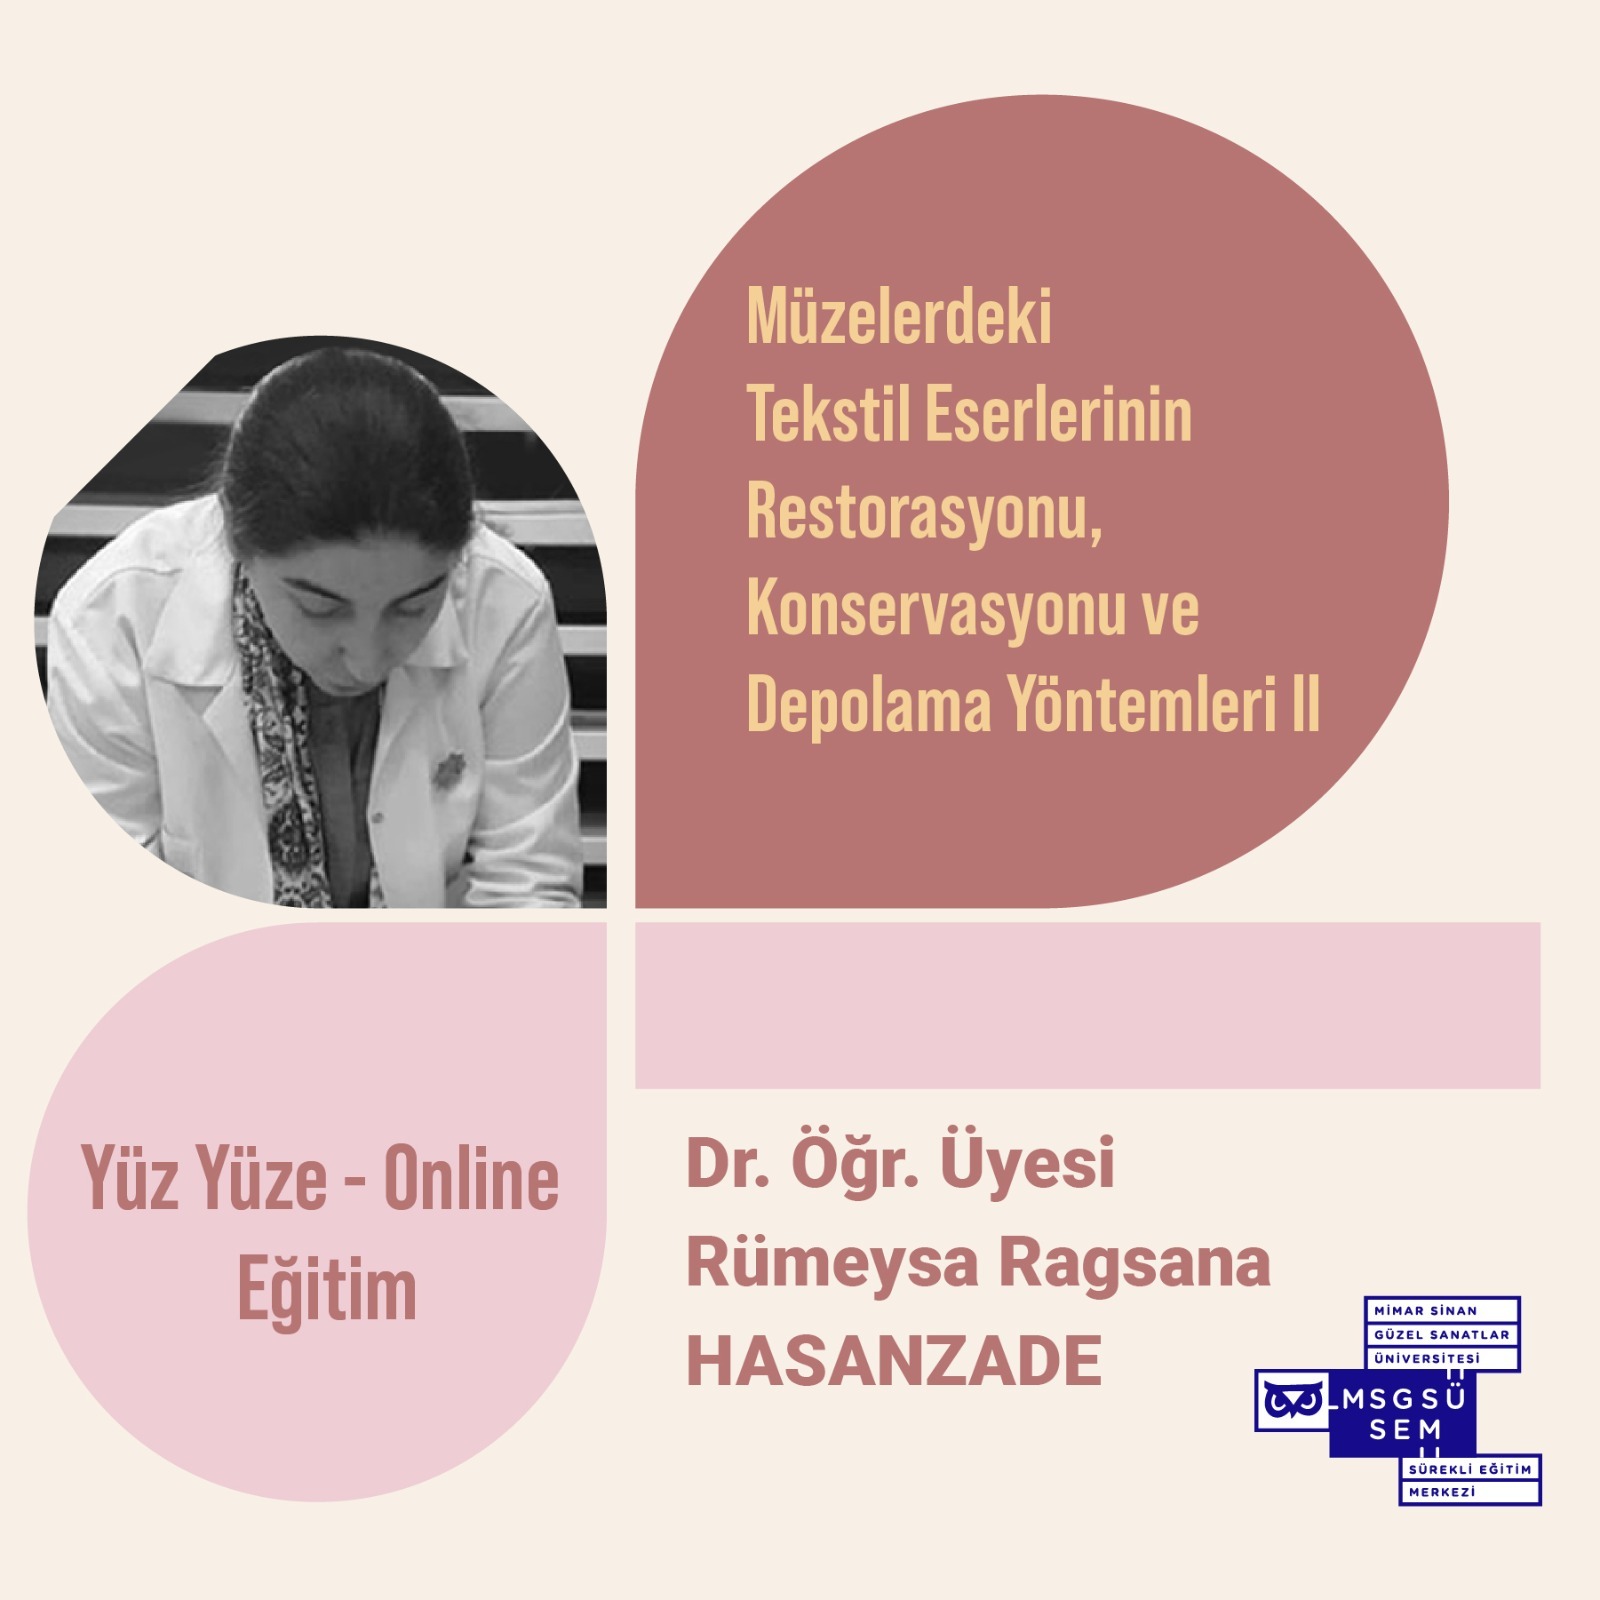 Müzelerdeki
Tekstil Eserlerinin
Restorasyonu,
Konservasyonu ve
Depolama Yöntemleri II
Yüz Yüze - Online
Eğitim
Dr. Öğr. Üyesi
Rümeysa Ragsana
HASANZADE
MİMAR SİNAN
GÜZEL SANATLAR
ÜNİVERSİTESİ
MSGSÜ
SEM
SÜREKLİ EĞİTİM
MERKEZİ